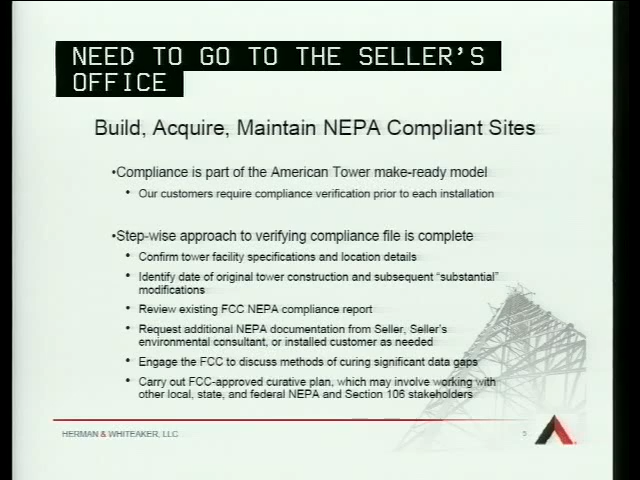 NEED TO GO TO THE SELLER'S
OFFICE
Build, Acquire, Maintain NEPA Compliant Sites
•Compliance is part of the American Tower make-ready model
• Our customers require compliance verification prior to each installation
•Step-wise approach to verifying compliance file is complete
• Confirm tower facility specifications and location details
• Identify date of original tower construction and subsequent “substantial”
modifications
• Review existing FCC NEPA compliance report
• Request additional NEPA documentation from Seller, Seller's
environmental consultant, or installed customer as needed
• Engage the FCC to discuss methods of curing significant data gaps
• Carry out FCC-approved curative plan, which may involve working with
other local, state, and federal NEPA and Section 106 stakeholders
HERMAN & WHITEAKER, LLC
5